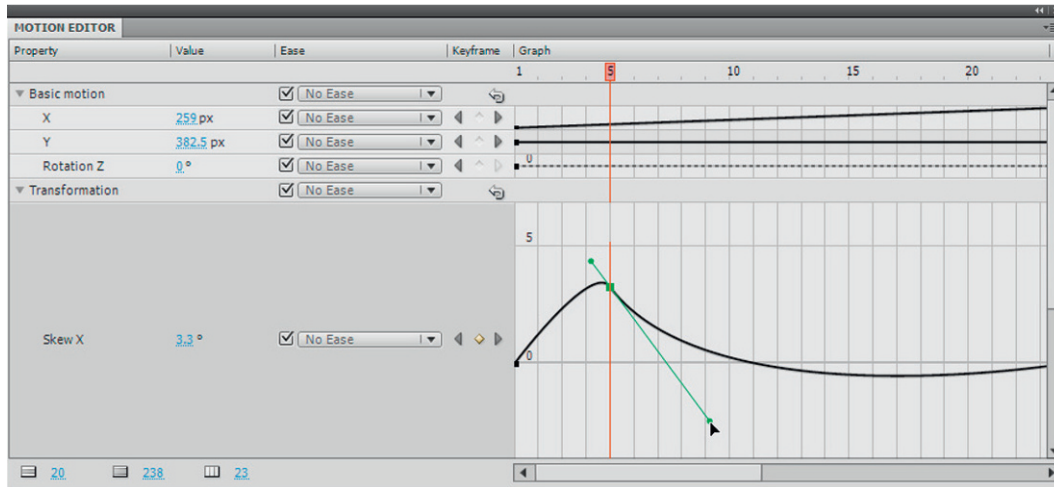 MOTION EDITOR
Property Value Ease Keyframe Graph
1 5 10 15 20
Basic motion No Ease
X 259 px No Ease
Y 382.5 px No Ease
Rotation Z 0° No Ease 0
Transformation No Ease
5
Skew X 3.3° No Ease
0
20 238 23